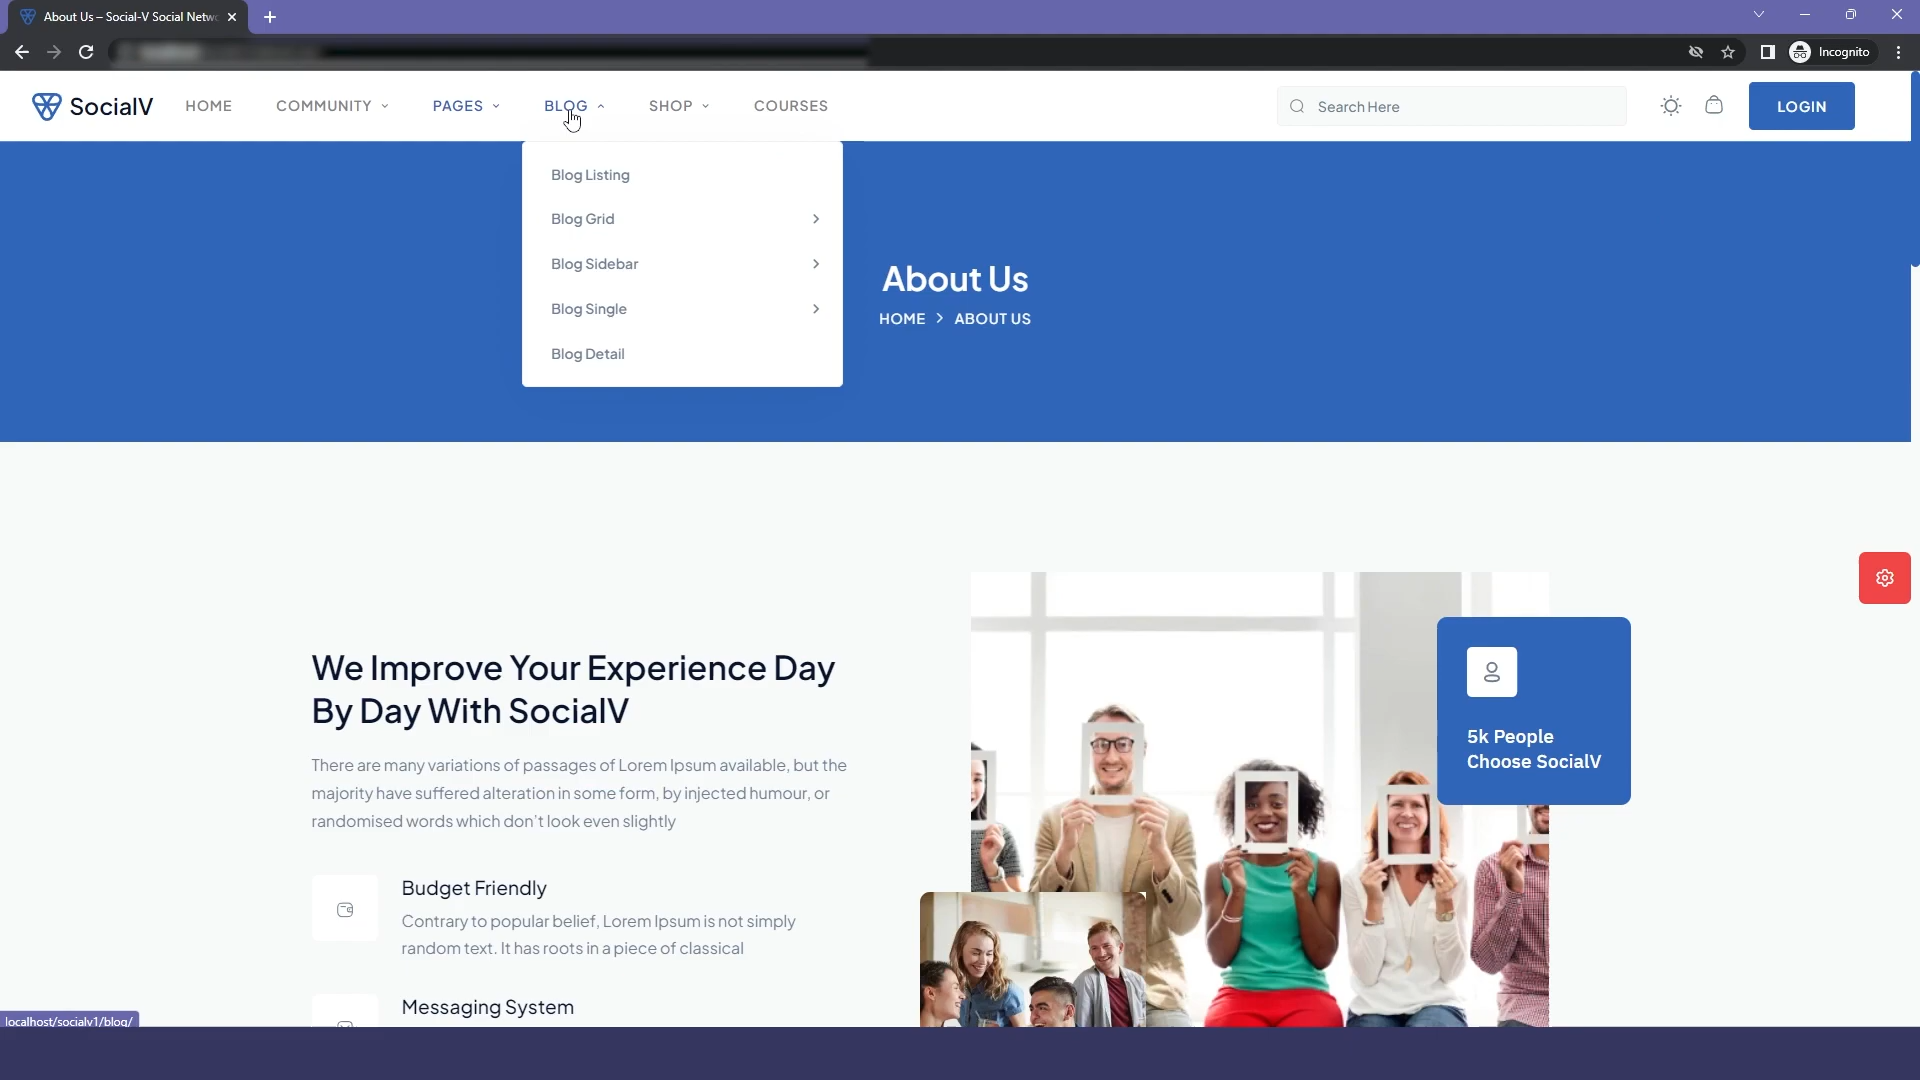 About Us – Social-V Social Netwo
Incognito
SocialV
HOME
COMMUNITY
PAGES
BLOG
SHOP
COURSES
Search Here
LOGIN
Blog Listing
Blog Grid
Blog Sidebar
Blog Single
Blog Detail
About Us
HOME > ABOUT US
We Improve Your Experience Day
By Day With SocialV
There are many variations of passages of Lorem Ipsum available, but the
majority have suffered alteration in some form, by injected humour, or
randomised words which don't look even slightly
Budget Friendly
Contrary to popular belief, Lorem Ipsum is not simply
random text. It has roots in a piece of classical
Messaging System
5k People
Choose SocialV
localhost/socialv1/blog/